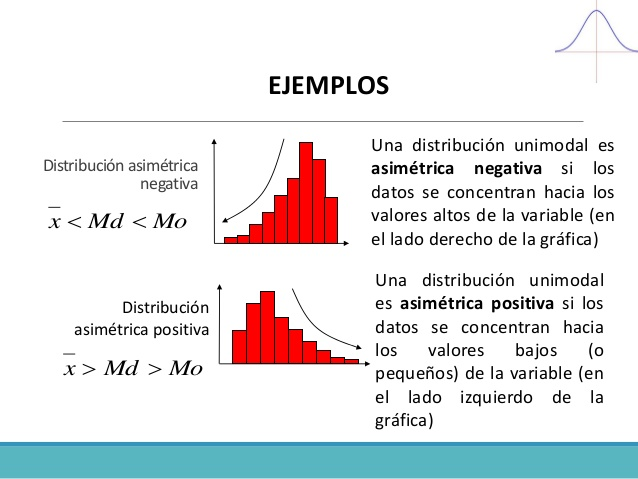 EJEMPLOS
Distribución asimétrica
negativa
x̅ < Md < Mo
Una distribución unimodal es
asimétrica negativa si los
datos se concentran hacia los
valores altos de la variable (en
el lado derecho de la gráfica)
Distribución
asimétrica positiva
x̅ > Md > Mo
Una distribución unimodal
es asimétrica positiva si los
datos se concentran hacia
los valores bajos (o
pequeños) de la variable (en
el lado izquierdo de la
gráfica)